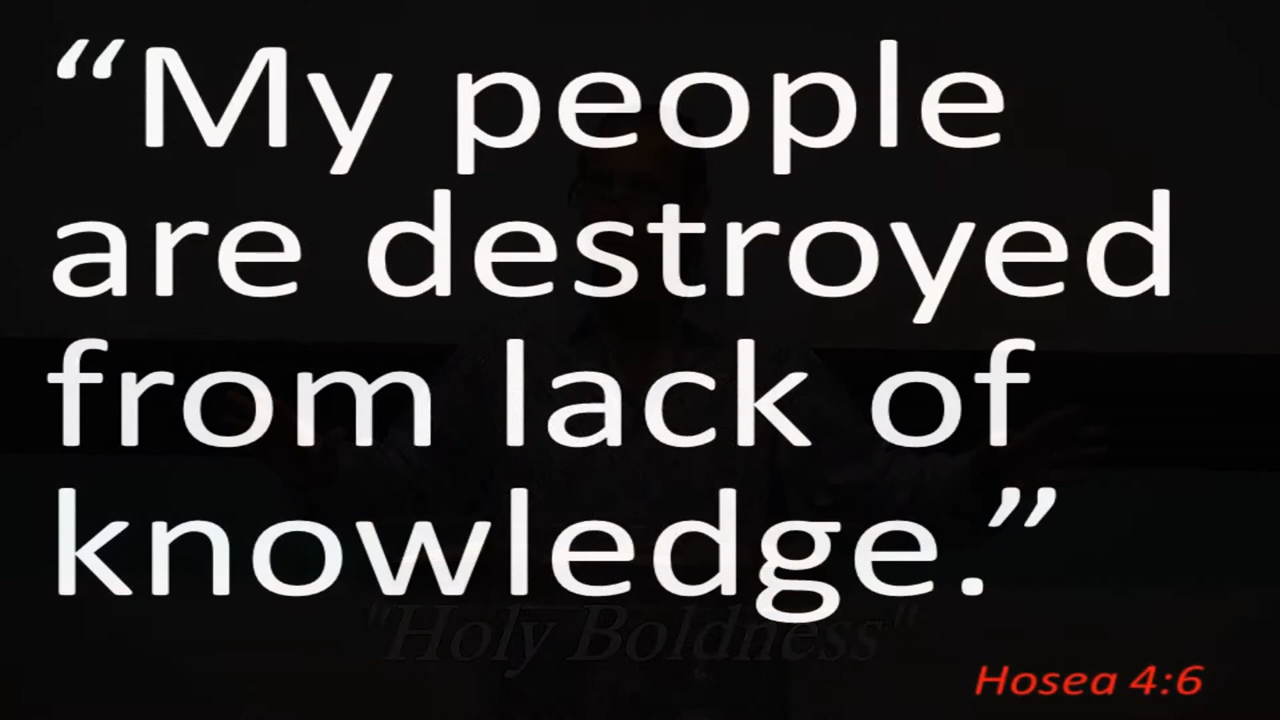 “My people
are destroyed
from lack of
knowledge.”
"Holy Boldness"
Hosea 4:6